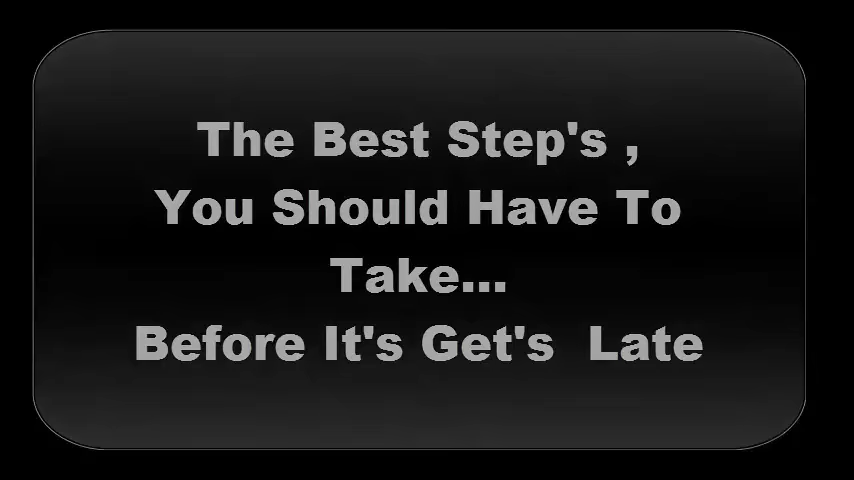 The Best Step's ,
You Should Have To
Take...
Before It's Get's  Late